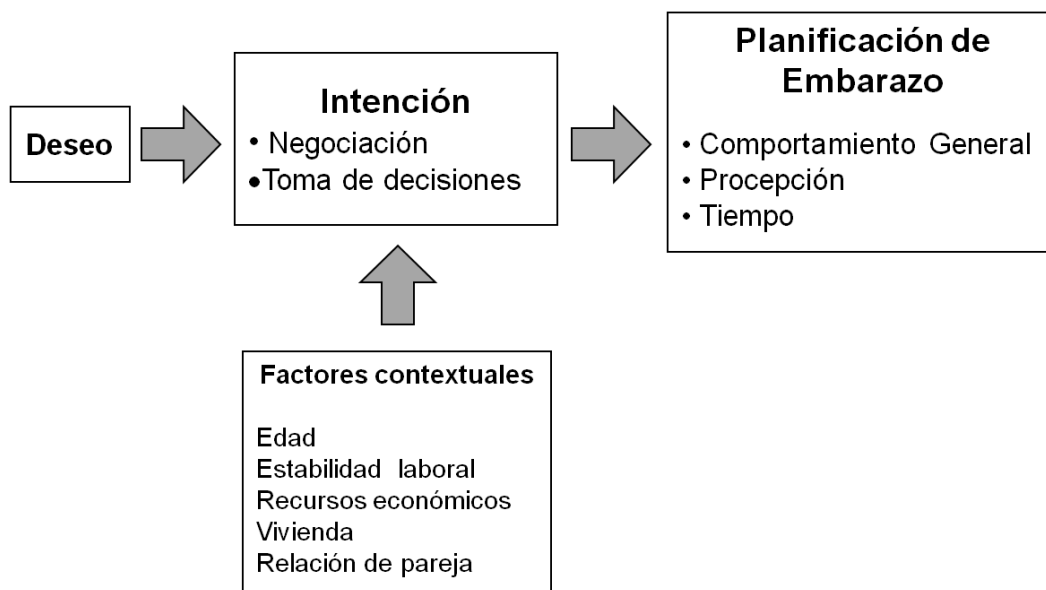 Deseo
Intención
• Negociación
•Toma de decisiones
Planificación de
Embarazo
• Comportamiento General
• Procepción
• Tiempo
Factores contextuales
Edad
Estabilidad laboral
Recursos económicos
Vivienda
Relación de pareja